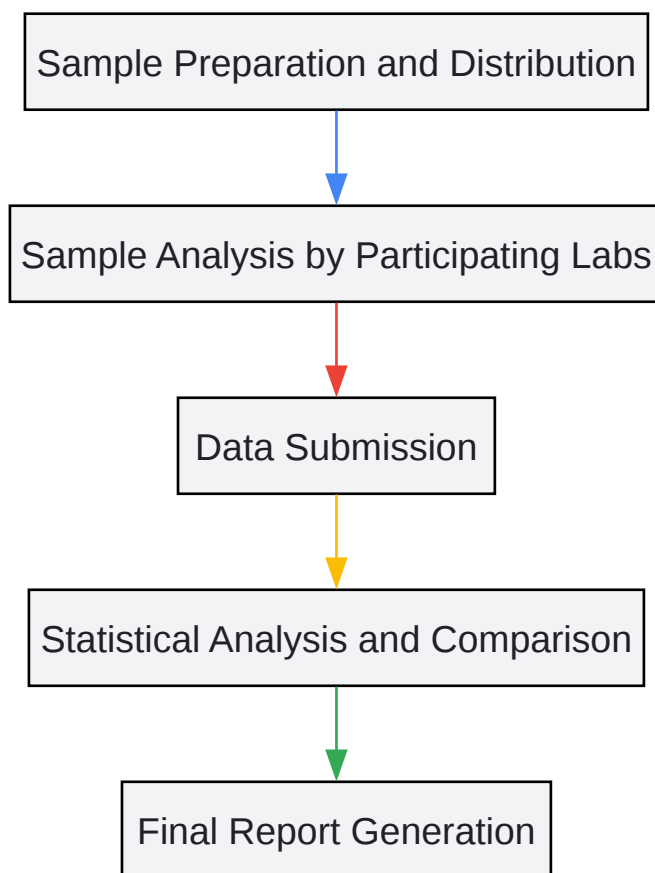 Sample Preparation and Distribution
Sample Analysis by Participating Labs
Data Submission
Statistical Analysis and Comparison
Final Report Generation